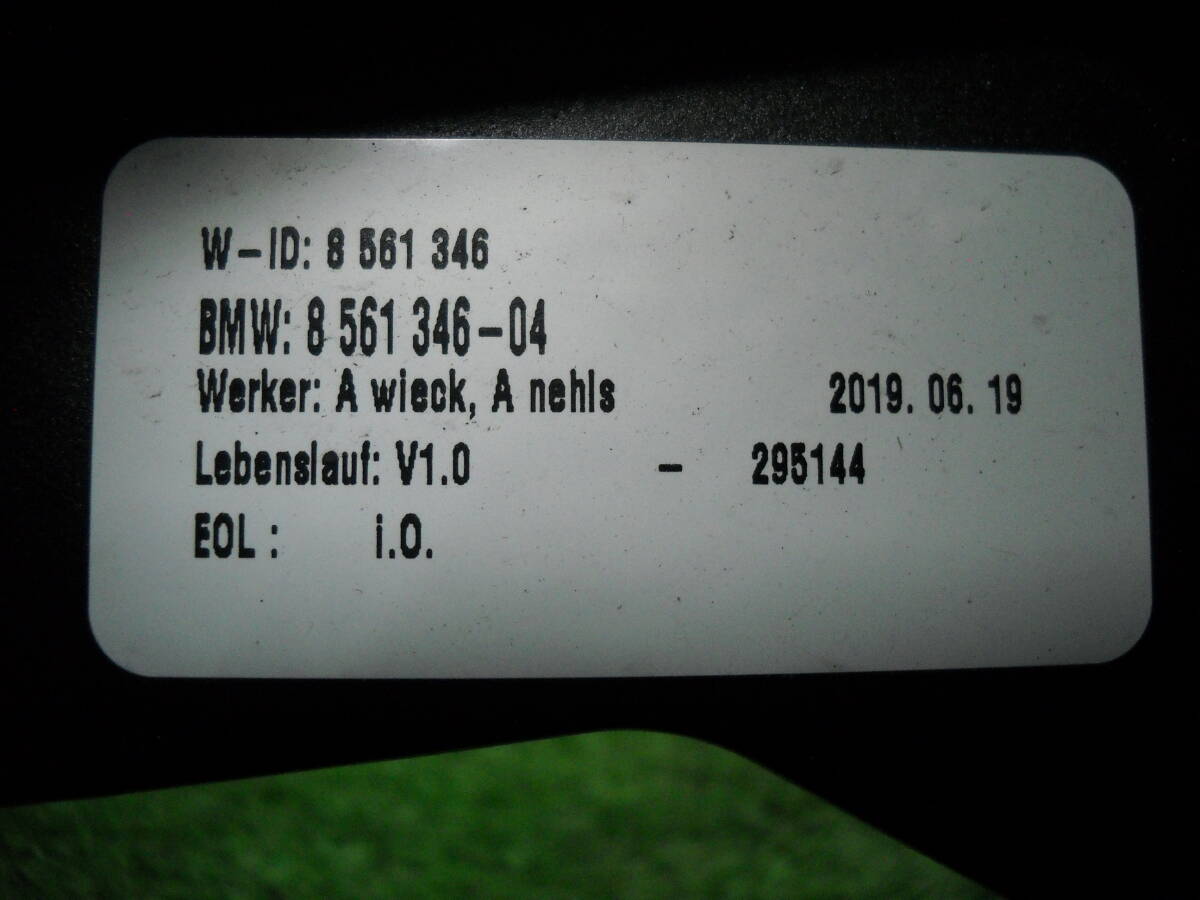 W-ID: 8 561 346
BMW: 8 561 346-04
Werker: A wieck, A nehls 2019. 06. 19
Lebenslauf: V1.0 - 295144
EOL : i.O.